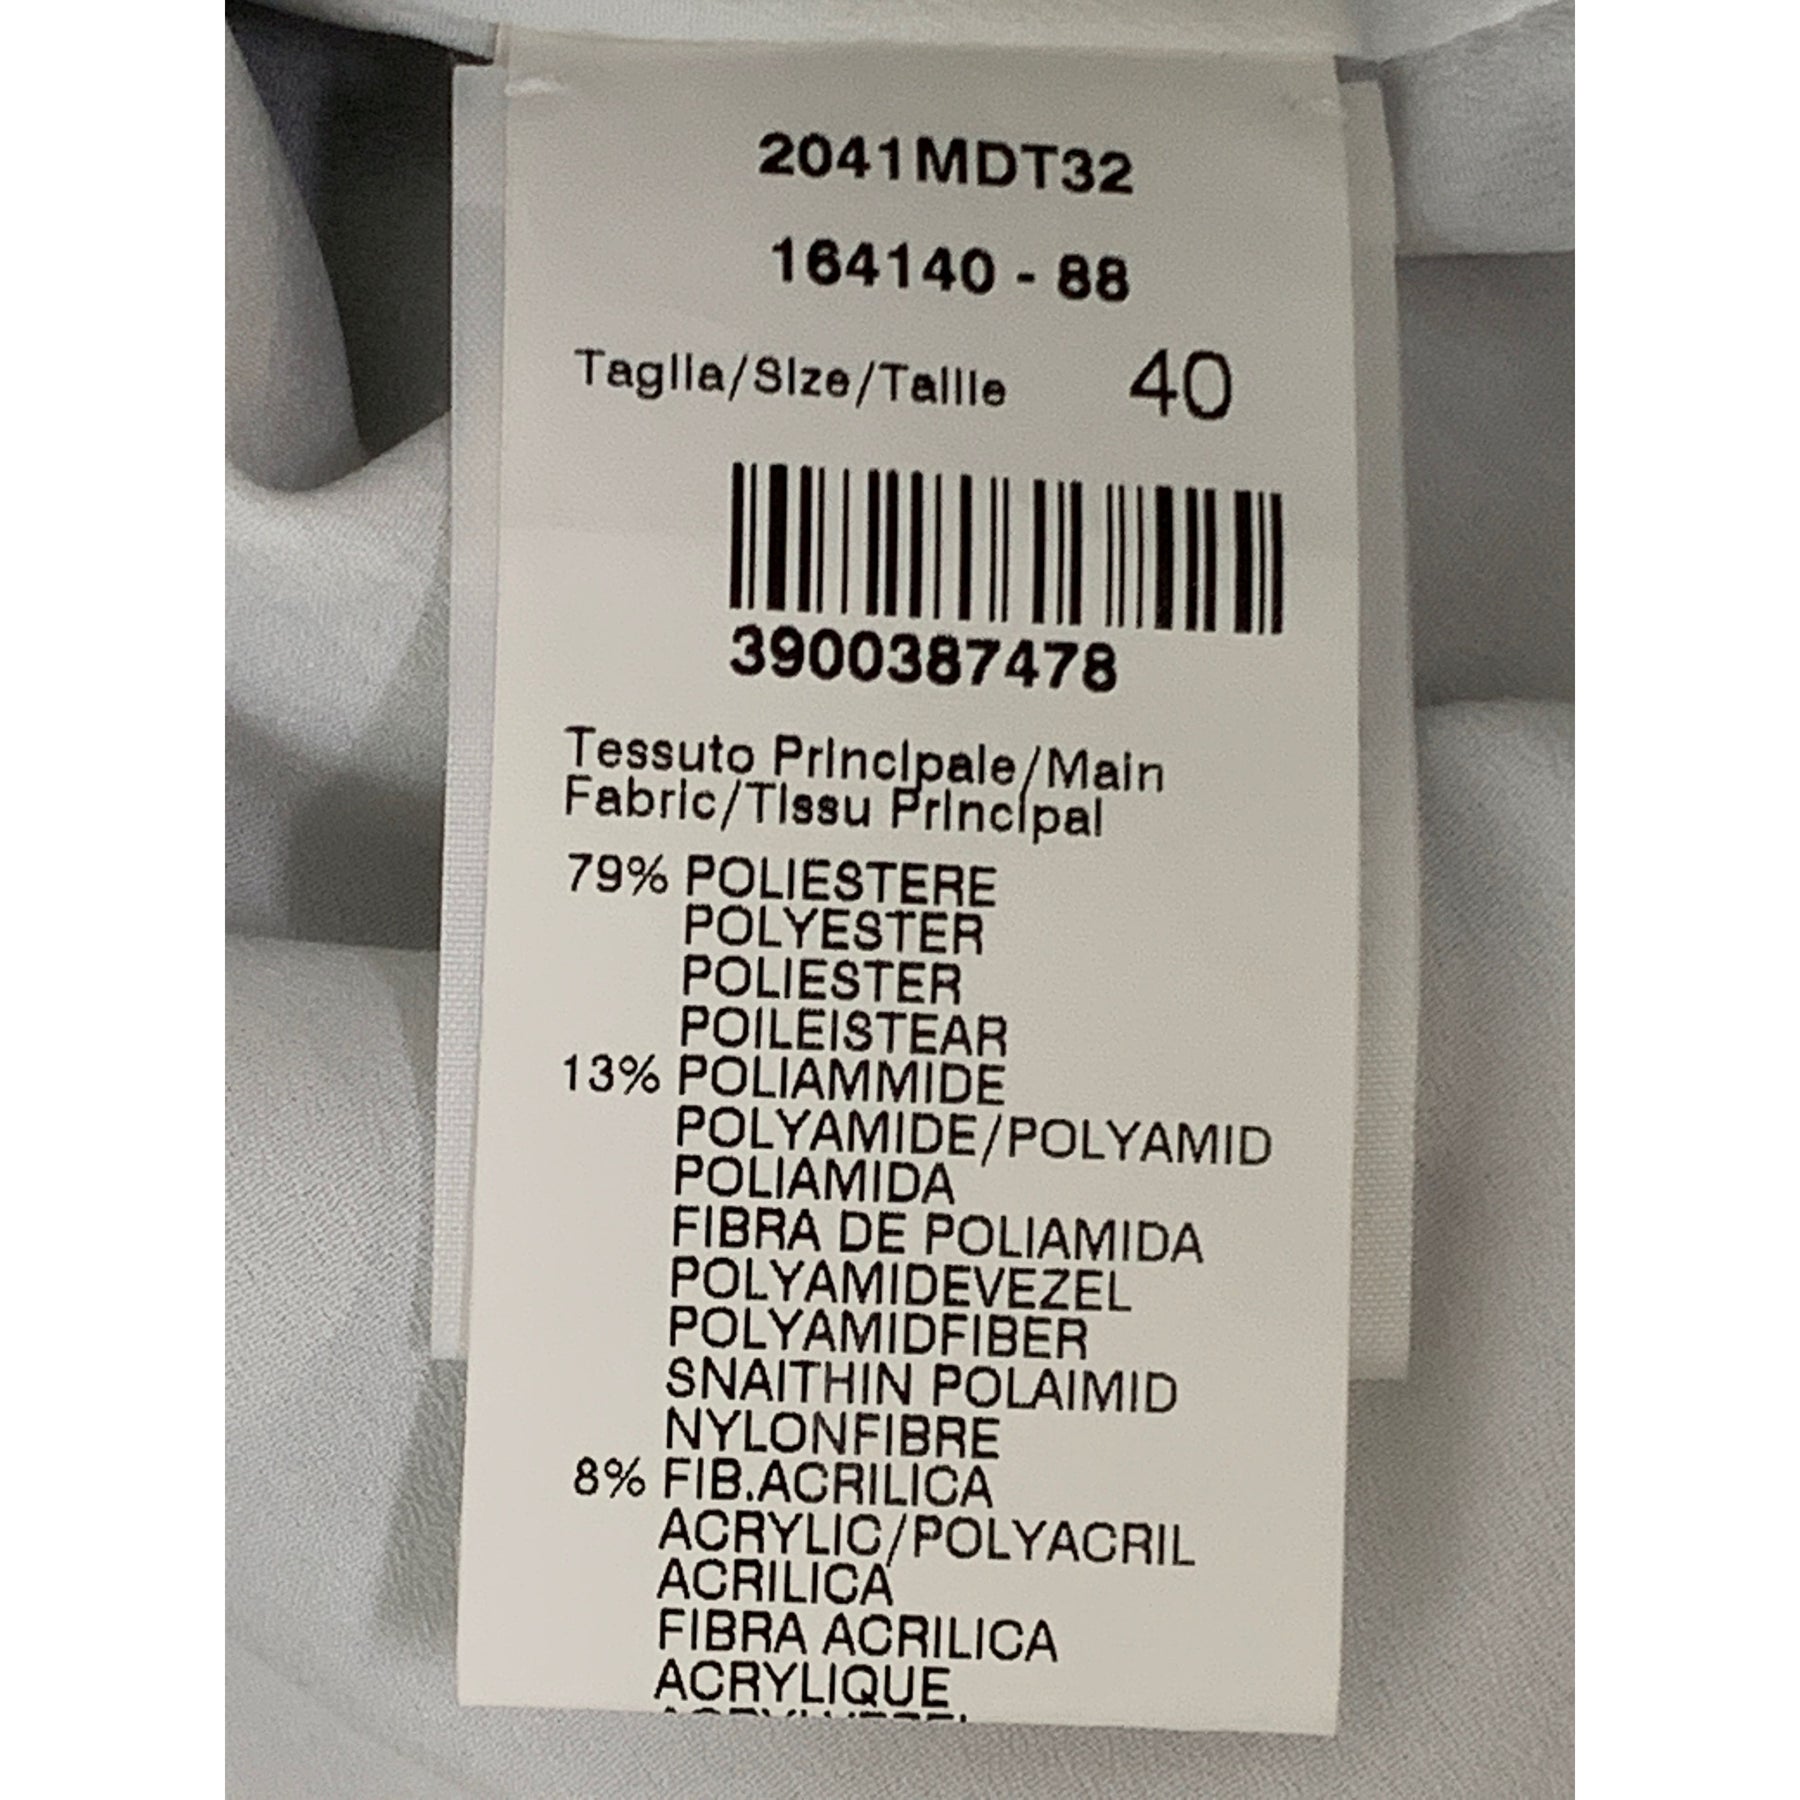 2041MDT32
164140 - 88
Taglia/Size/Taille 40
3900387478
Tessuto Principale/Main
Fabric/Tissu Principal
79% POLIESTERE
POLYESTER
POLIESTER
POILEISTEAR
13% POLIAMMIDE
POLYAMIDE/POLYAMID
POLIAMIDA
FIBRA DE POLIAMIDA
POLYAMIDEVEZEL
POLYAMIDFIBER
SNAITHIN POLAIMID
NYLONFIBRE
8% FIB.ACRILICA
ACRYLIC/POLYACRIL
ACRILICA
FIBRA ACRILICA
ACRYLIQUE